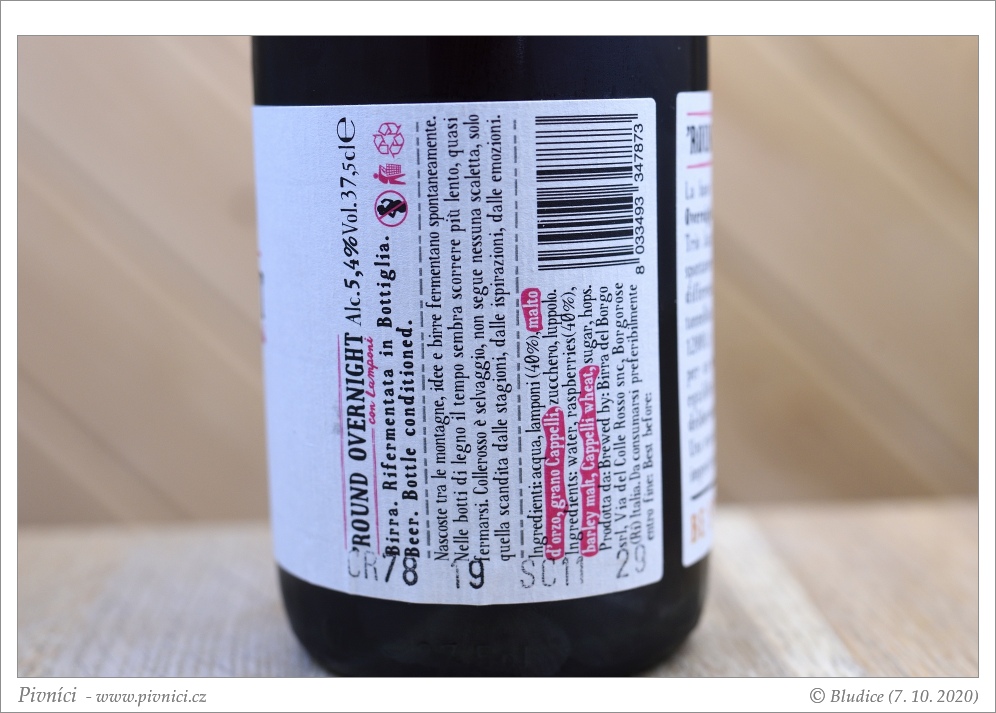 'ROUND OVERNIGHT Alc.5,4%Vol.37,5cl e
con Lamponi
Birra. Rifermentata in Bottiglia.
Beer. Bottle conditioned.
Nascoste tra le montagne, idee e birre fermentano spontaneamente.
Nelle botti di legno il tempo sembra scorrere più lento, quasi
fermarsi. Collerosso è selvaggio, non segue nessuna scaletta, solo
quella scandita dalle stagioni, dalle ispirazioni, dalle emozioni.
Ingredienti: acqua, lamponi (40%), malto
d'orzo, grano Cappelli, zucchero, luppolo.
Ingredients: water, raspberries(40%),
barley malt, Cappelli wheat, sugar, hops.
Prodotta da: Brewed by: Birra del Borgo
srl, Via del Colle Rosso snc, Borgorose
(Ri) Italia. Da consumarsi preferibilmente
entro fine: Best before:
8 033493 347873
Pivníci - www.pivnici.cz
© Bludice (7. 10. 2020)